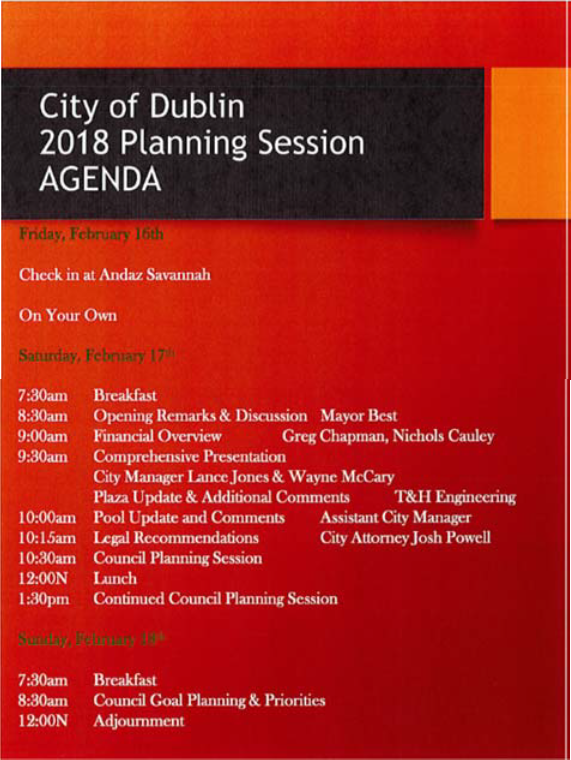 City of Dublin
2018 Planning Session
AGENDA
Friday, February 16th
Check in at Andaz Savannah
On Your Own
Saturday, February 17th
7:30am Breakfast
8:30am Opening Remarks & Discussion Mayor Best
9:00am Financial Overview Greg Chapman, Nichols Cauley
9:30am Comprehensive Presentation
City Manager Lance Jones & Wayne McCary
Plaza Update & Additional Comments T&H Engineering
10:00am Pool Update and Comments Assistant City Manager
10:15am Legal Recommendations City Attorney Josh Powell
10:30am Council Planning Session
12:00N Lunch
1:30pm Continued Council Planning Session
Sunday, February 18th
7:30am Breakfast
8:30am Council Goal Planning & Priorities
12:00N Adjournment